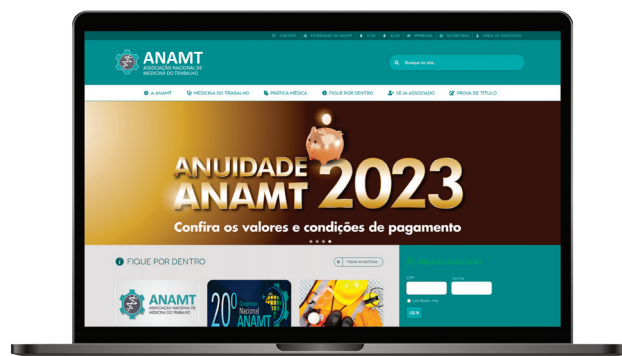 CONTATO
FEDERADAS DA ANAMT
ICOH
ALSO
IMPRENSA
SECRETARIA
ÁREA DO ASSOCIADO
ANAMT
ASSOCIAÇÃO NACIONAL DE
MEDICINA DO TRABALHO
Busque no site...
A ANAMT MEDICINA DO TRABALHO PRÁTICA MÉDICA FIQUE POR DENTRO SEJA ASSOCIADO PROVA DE TÍTULO
ANUIDADE
ANAMT 2023
Confira os valores e condições de pagamento
FIQUE POR DENTRO
TODAS AS NOTÍCIAS
ÁREA DO ASSOCIADO
CPF
Senha
Lembrar-me
LOGIN
ANAMT
ASSOCIAÇÃO NACIONAL DE
MEDICINA DO TRABALHO
20º Congresso
Nacional
ANAMT